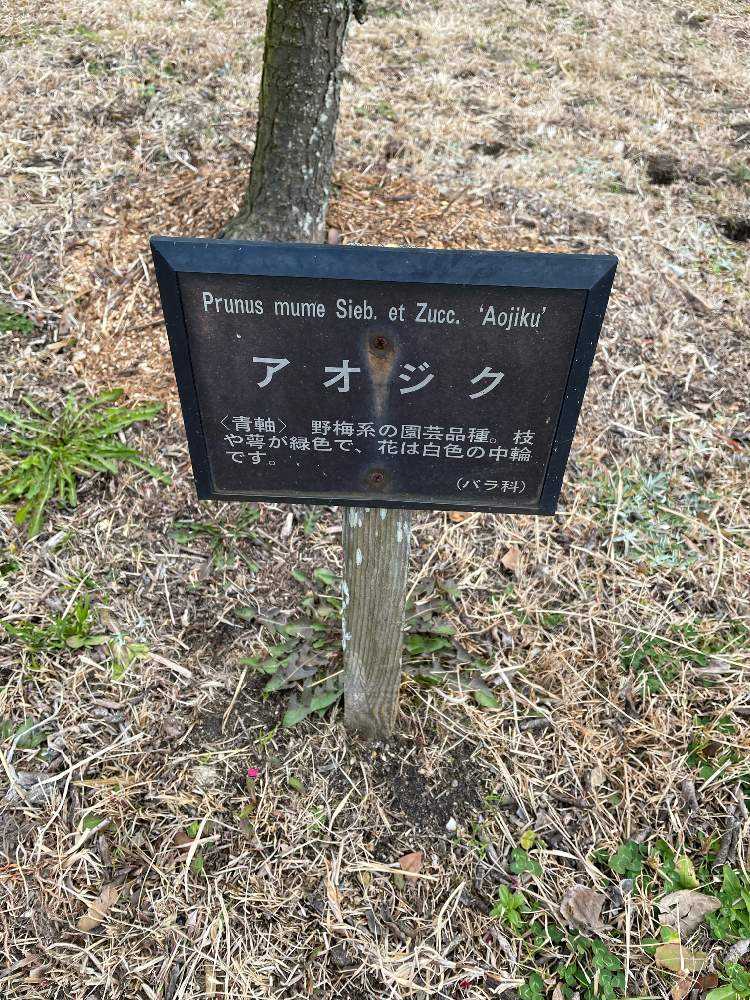 Prunus mume Sieb. et Zucc. ‘Aojiku’
アオジク
〈青軸〉 野梅系の園芸品種。枝
や萼が緑色で、花は白色の中輪
です。
(バラ科)